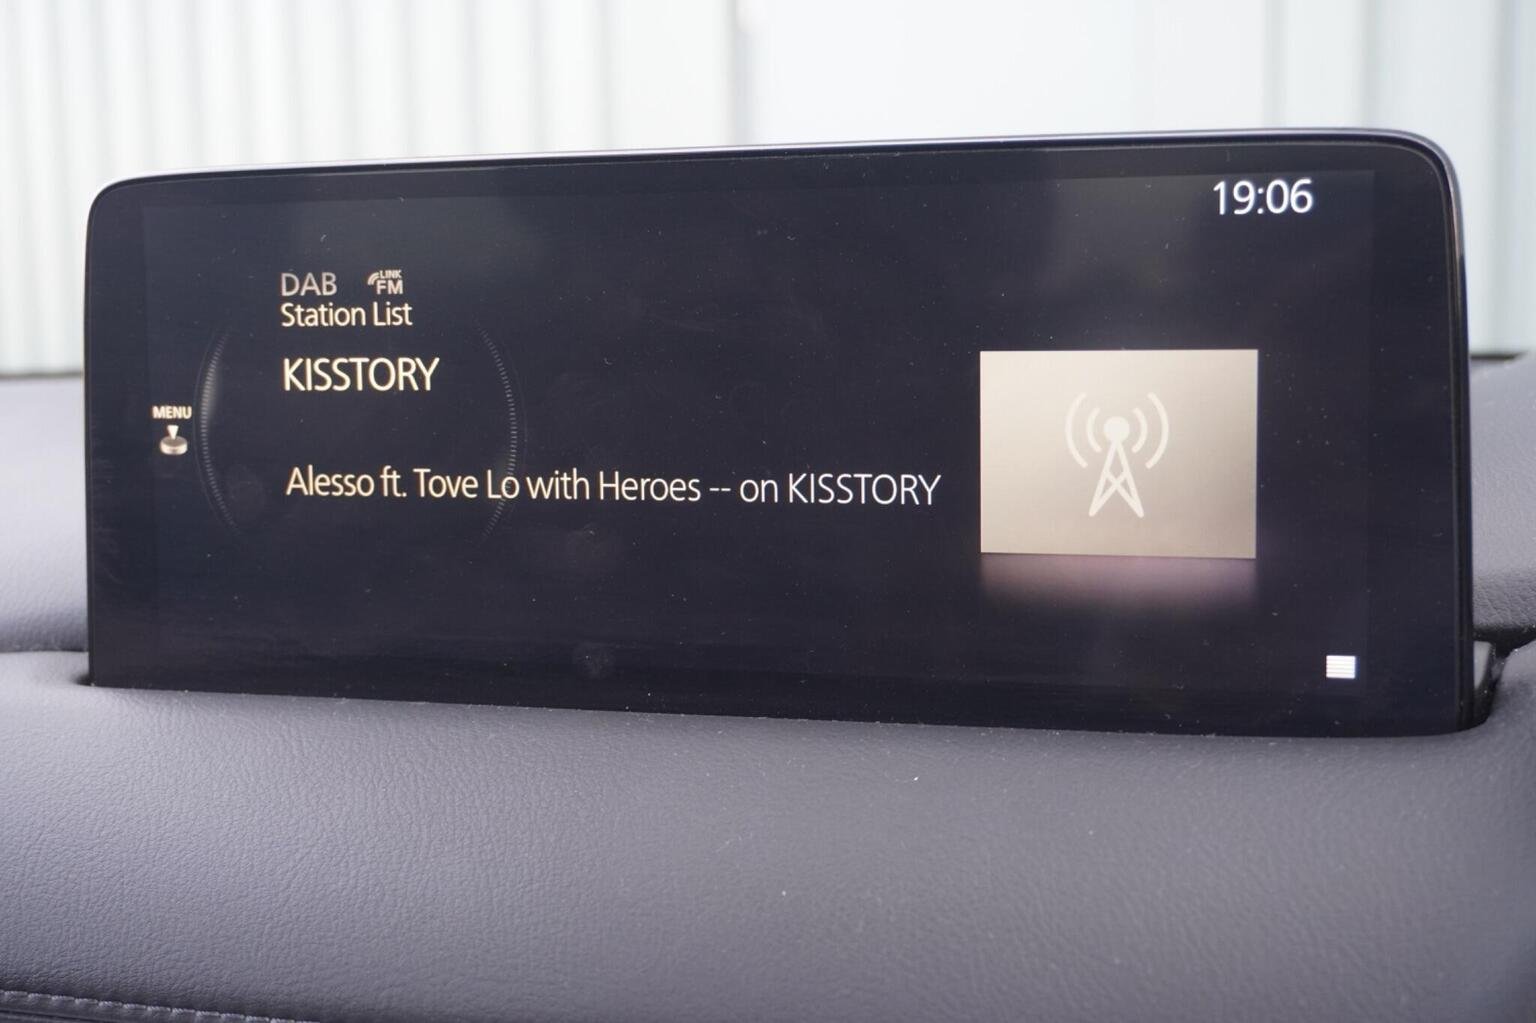 19:06
DAB LINK FM
Station List
KISSTORY
MENU
Alesso ft. Tove Lo with Heroes -- on KISSTORY